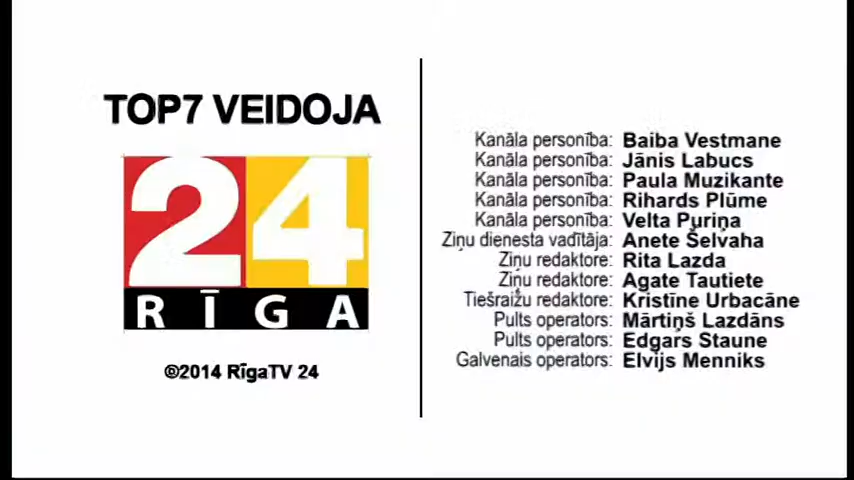 TOP7 VEIDOJA
24
RĪGA
©2014 RīgaTV 24
Kanāla personība: Baiba Vestmane
Kanāla personība: Jānis Labucs
Kanāla personība: Paula Muzikante
Kanāla personība: Rihards Plūme
Kanāla personība: Velta Puriņa
Ziņu dienesta vadītāja: Anete Šelvaha
Ziņu redaktore: Rita Lazda
Ziņu redaktore: Agate Tautiete
Tiešraižu redaktore: Kristīne Urbacāne
Pults operators: Mārtiņš Lazdāns
Pults operators: Edgars Staune
Galvenais operators: Elvijs Menniks